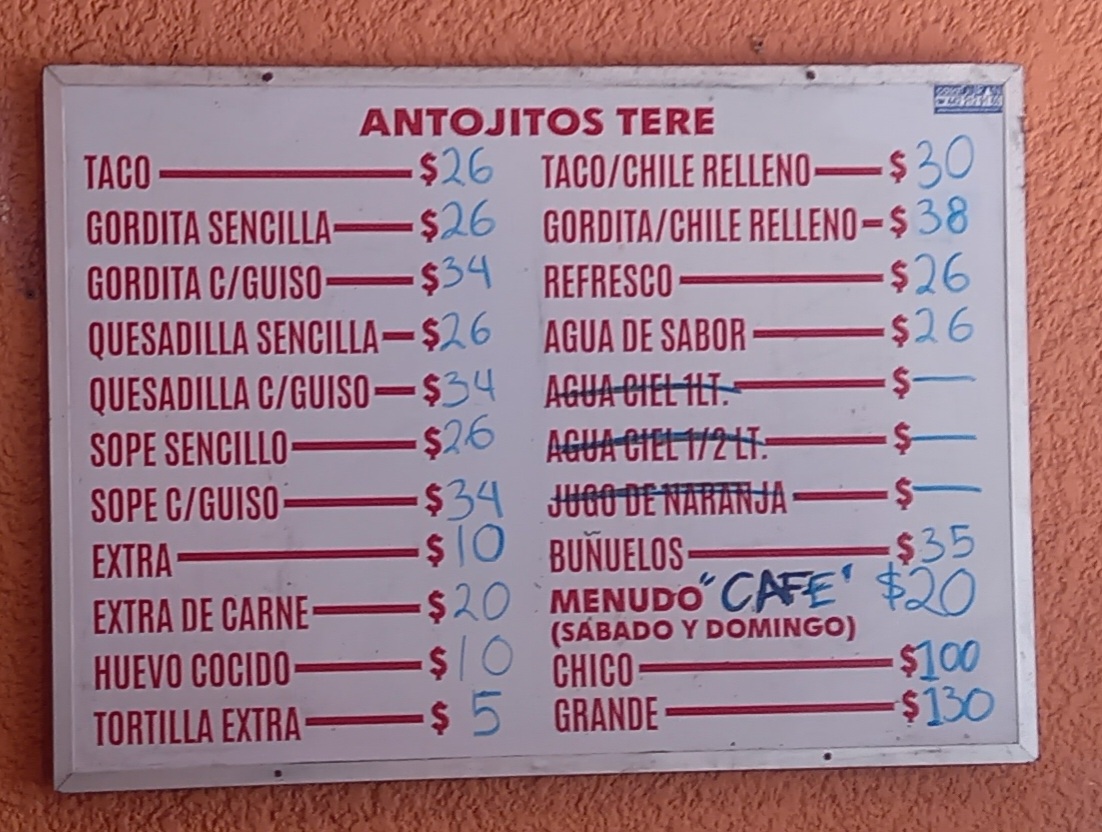 ANTOJITOS TERE
TACO $26
GORDITA SENCILLA $26
GORDITA C/GUISO $34
QUESADILLA SENCILLA $26
QUESADILLA C/GUISO $34
SOPE SENCILLO $26
SOPE C/GUISO $34
EXTRA $10
EXTRA DE CARNE $20
HUEVO COCIDO $10
TORTILLA EXTRA $5
TACO/CHILE RELLENO $30
GORDITA/CHILE RELLENO $38
REFRESCO $26
AGUA DE SABOR $26
AGUA CIEL 1LT. $—
AGUA CIEL 1/2 LT. $—
JUGO DE NARANJA $—
BUÑUELOS $35
MENUDO "CAFE" $20
(SÁBADO Y DOMINGO)
CHICO $100
GRANDE $130